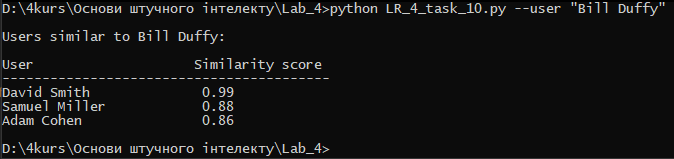 D:\4kurs\Основи штучного інтелекту\Lab_4>python LR_4_task_10.py --user "Bill Duffy"
Users similar to Bill Duffy:
User Similarity score
-----------------------------------------
David Smith 0.99
Samuel Miller 0.88
Adam Cohen 0.86
D:\4kurs\Основи штучного інтелекту\Lab_4>